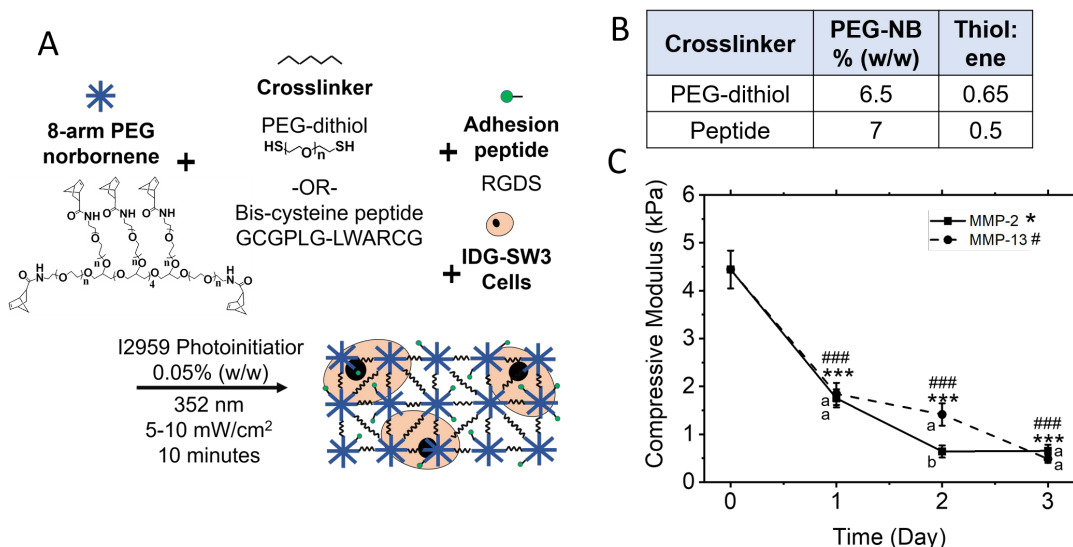 A
8-arm PEG
norbornene
+
Crosslinker
PEG-dithiol
HS
O
n
SH
-OR-
Bis-cysteine peptide
GCGPLG-LWARCG
+
Adhesion
peptide
RGDS
+
IDG-SW3
Cells
I2959 Photoinitiatior
0.05% (w/w)
352 nm
5-10 mW/cm²
10 minutes
B
Crosslinker PEG-NB % (w/w) Thiol: ene
PEG-dithiol 6.5 0.65
Peptide 7 0.5
C
Compressive Modulus (kPa)
6
5
4
3
2
1
0
MMP-2 *
MMP-13 #
###
***
a
a
###
***
a
b
###
***
a
a
0 1 2 3
Time (Day)